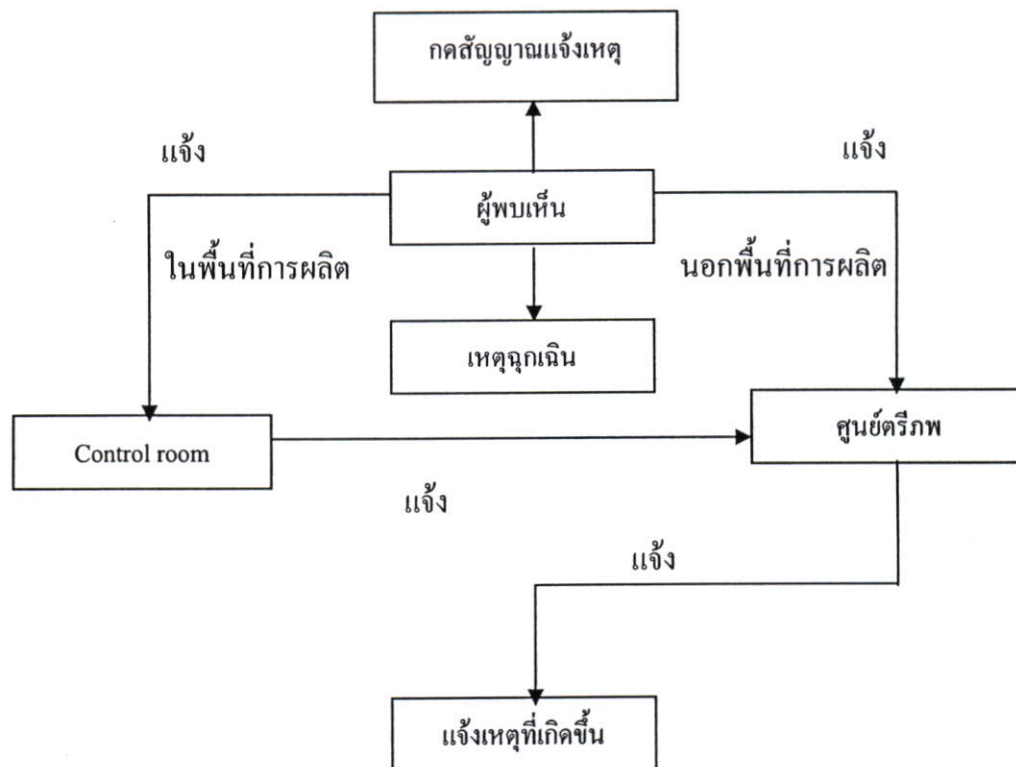 กดสัญญาณแจ้งเหตุ
แจ้ง
แจ้ง
ผู้พบเห็น
ในพื้นที่การผลิต
นอกพื้นที่การผลิต
เหตุฉุกเฉิน
ศูนย์ตรีภพ
Control room
แจ้ง
แจ้ง
แจ้งเหตุที่เกิดขึ้น